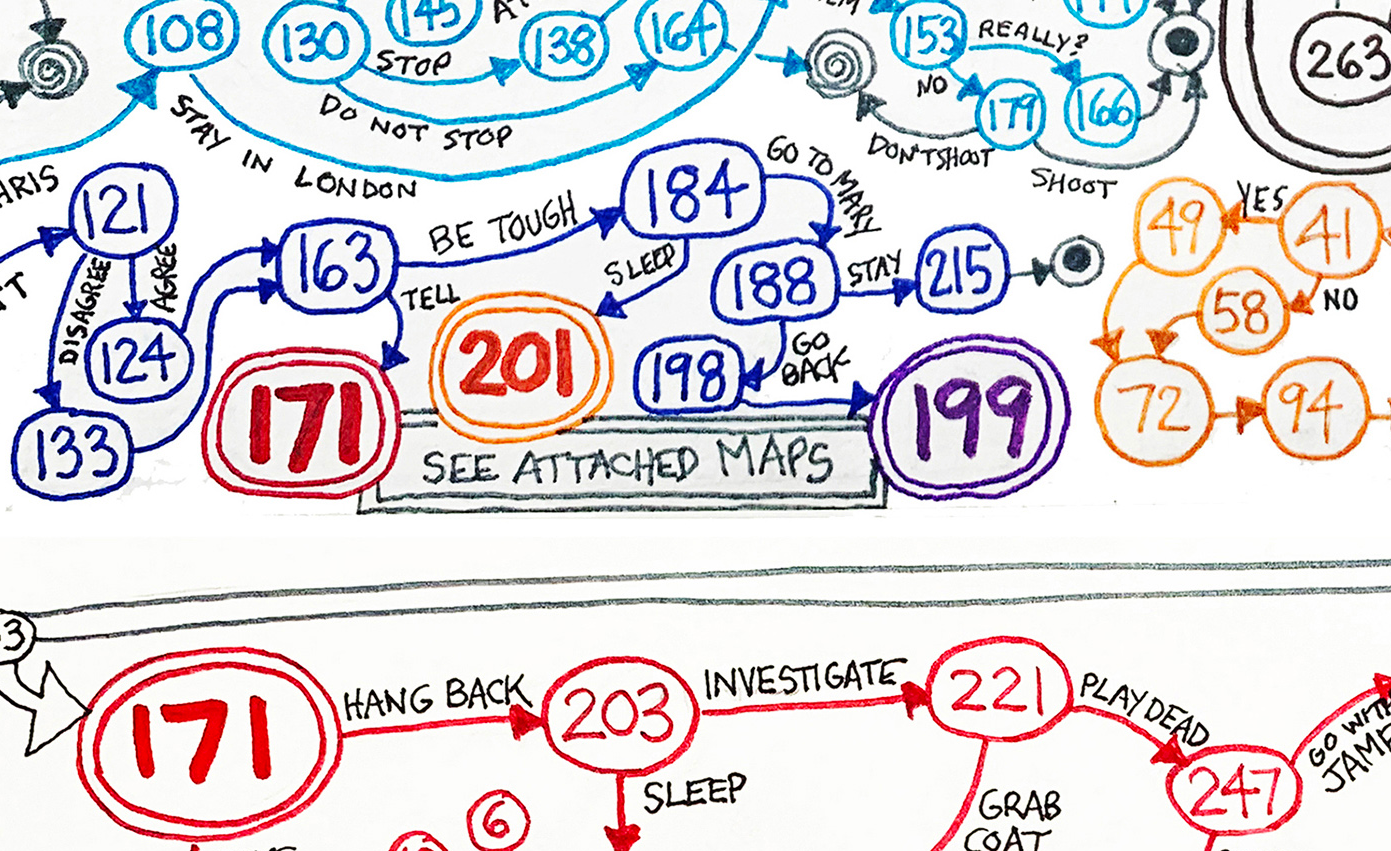 108
130
145
138
164
153
REALLY?
263
STOP
NO
179
166
DO NOT STOP
STAY IN LONDON
DON'T SHOOT
SHOOT
121
184
GO TO MARY
49
YES
41
BE TOUGH
163
SLEEP
188
STAY
215
DISAGREE
AGREE
TELL
58
NO
124
201
198
GO
BACK
171
199
72
94
133
SEE ATTACHED MAPS
171
HANG BACK
203
INVESTIGATE
221
PLAY DEAD
247
GO WITH
SLEEP
6
GRAB
COAT